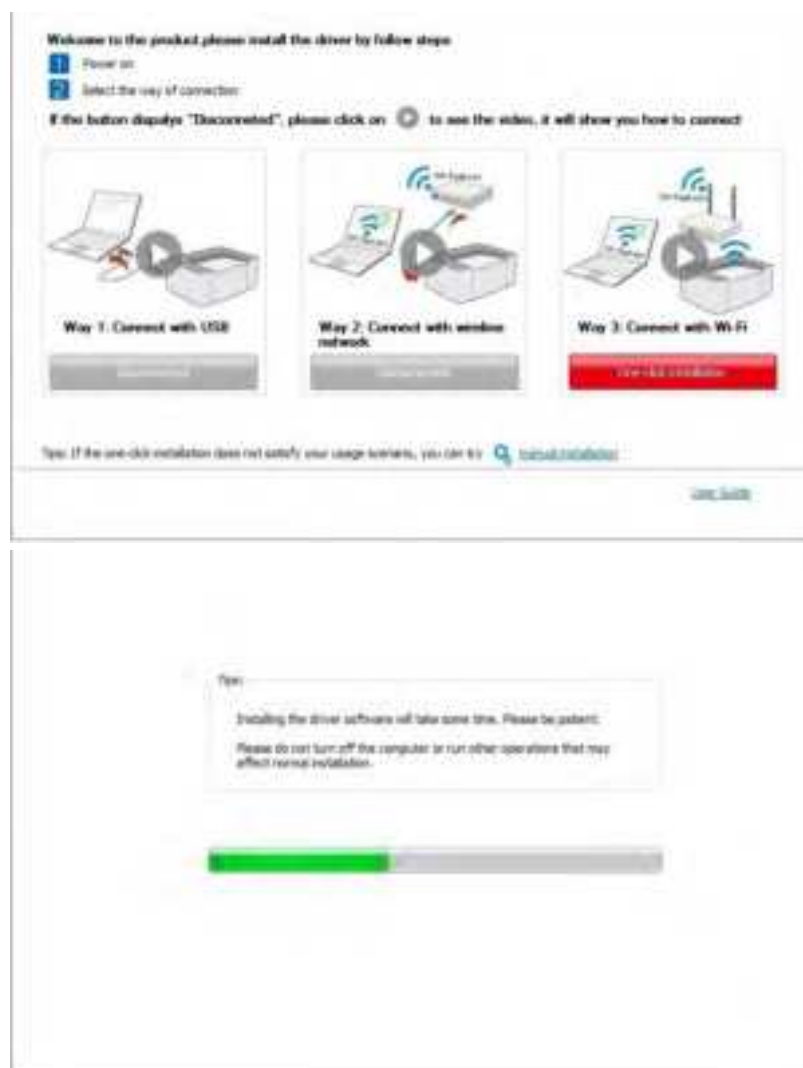 Welcome to the product,please install the driver by follow steps
1 Power on
2 Select the way of connection
If the button dispalys "Disconnected", please click on to see the video, it will show you how to connect
Way 1: Connect with USB
Way 2: Connect with wireless
network
Way 3: Connect with Wi-Fi
One-click installation
Tips: If the one-click installation does not satisfy your usage scenario, you can try manual installation
User Guide
Tips:
Installing the driver software will take some time. Please be patient.
Please do not turn off the computer or run other operations that may
affect normal installation.